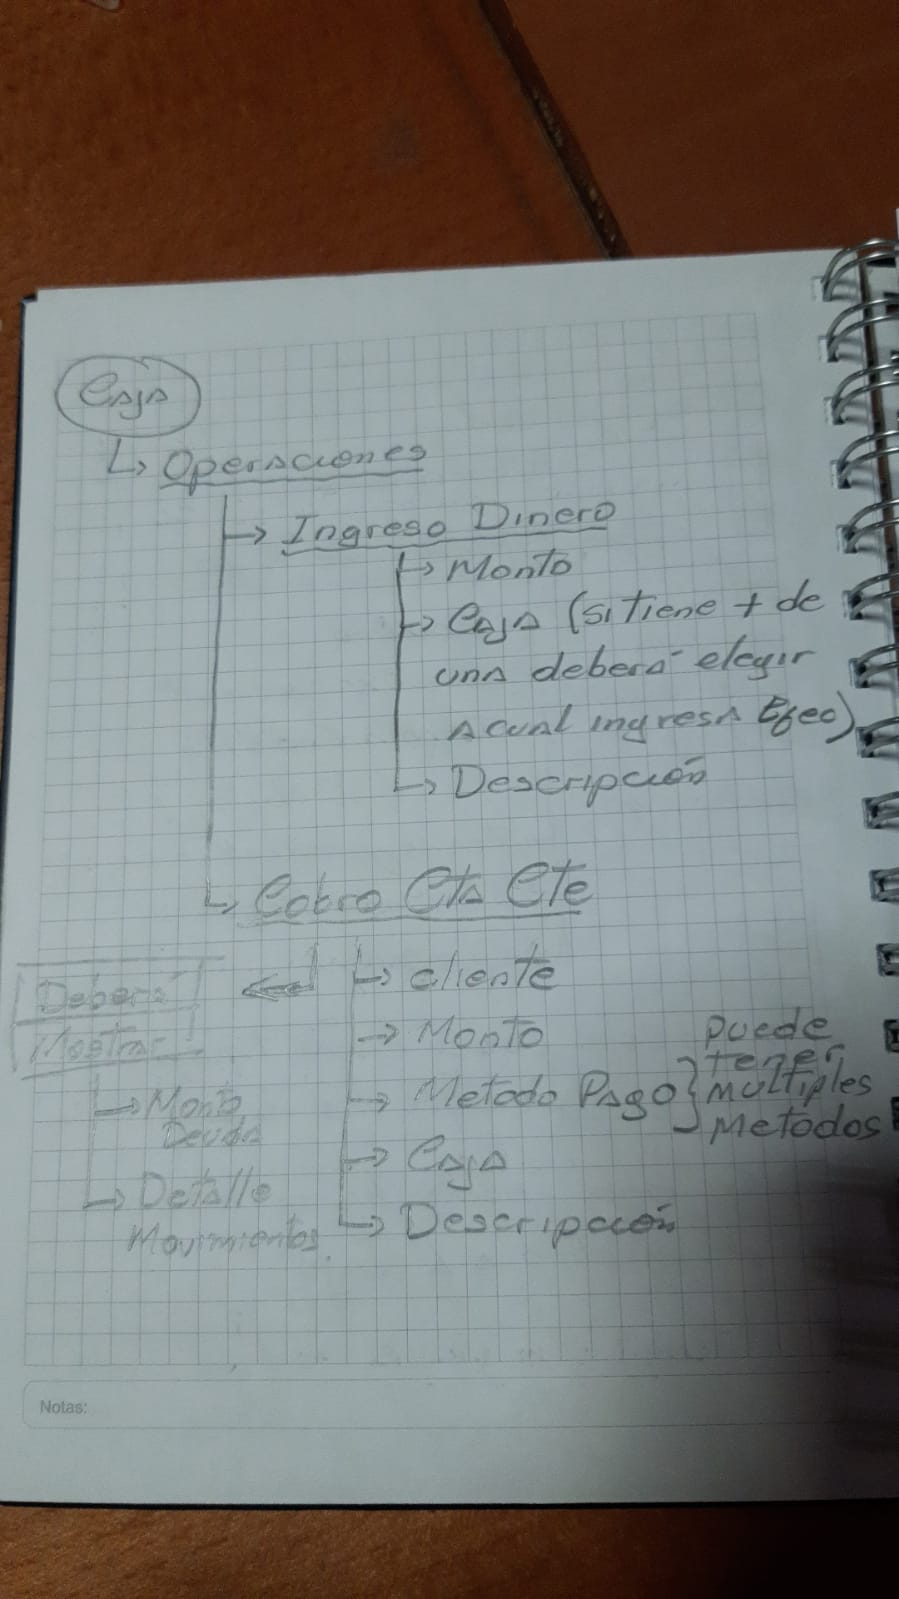 Caja
Operaciones
Ingreso Dinero
Monto
Caja (si tiene + de
una deberá elegir
a cual ingresa Efec)
Descripción
Cobro Cta Cte
Cliente
Monto
Metodo Pago } puede
tener
multiples
metodos
Caja
Descripción
Deberá
Mostrar
Monto
Deuda
Detalle
Movimientos.
Notas: